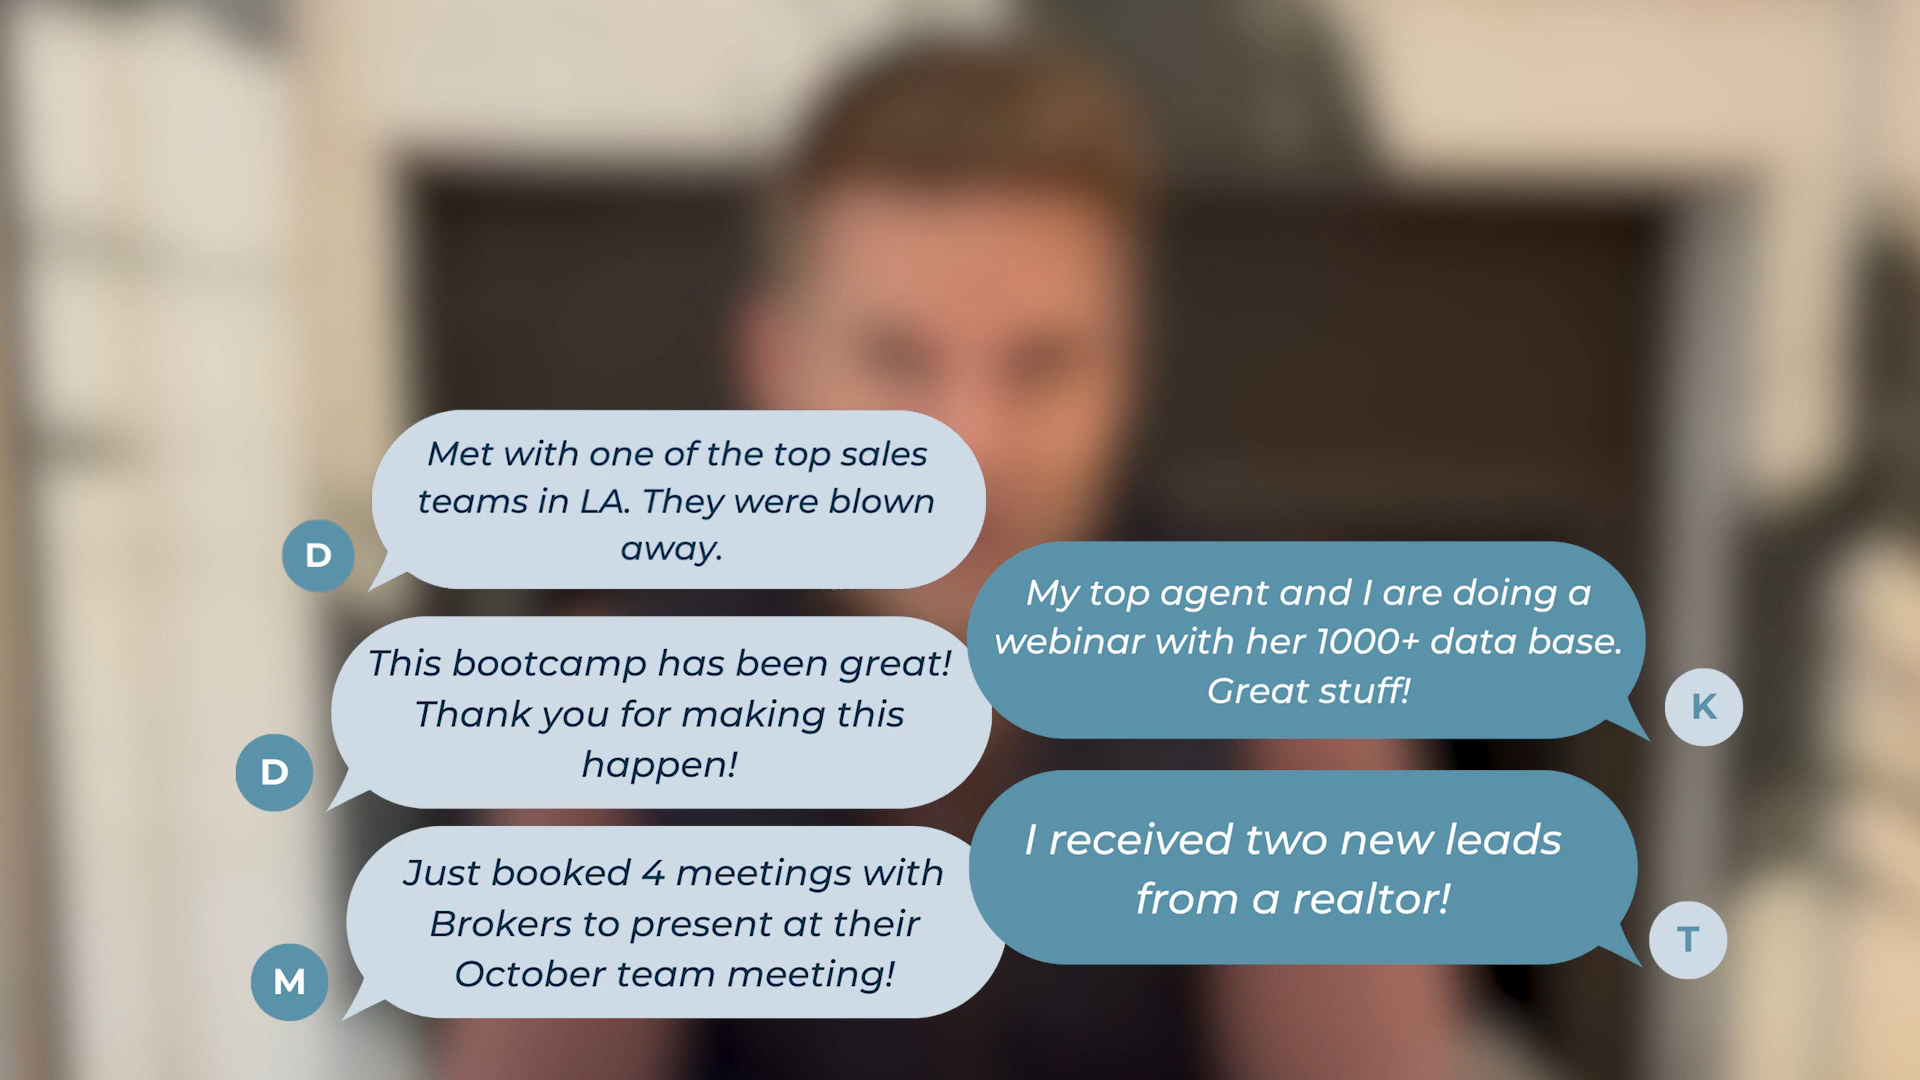 Met with one of the top sales
teams in LA. They were blown
away.
D
This bootcamp has been great!
Thank you for making this
happen!
D
Just booked 4 meetings with
Brokers to present at their
October team meeting!
M
My top agent and I are doing a
webinar with her 1000+ data base.
Great stuff!
K
I received two new leads
from a realtor!
T